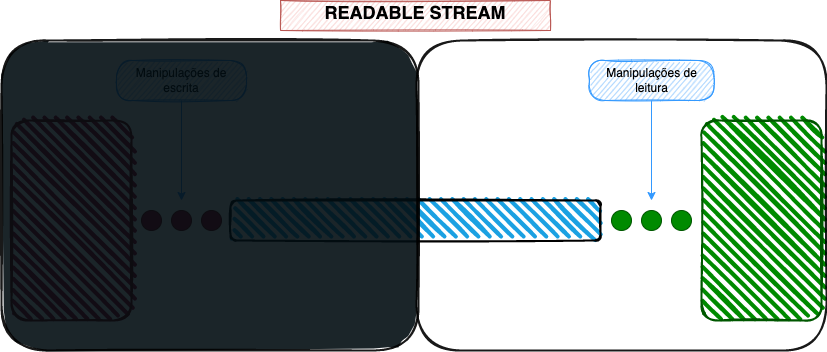 READABLE STREAM
Manipulações de
escrita
Manipulações de
leitura